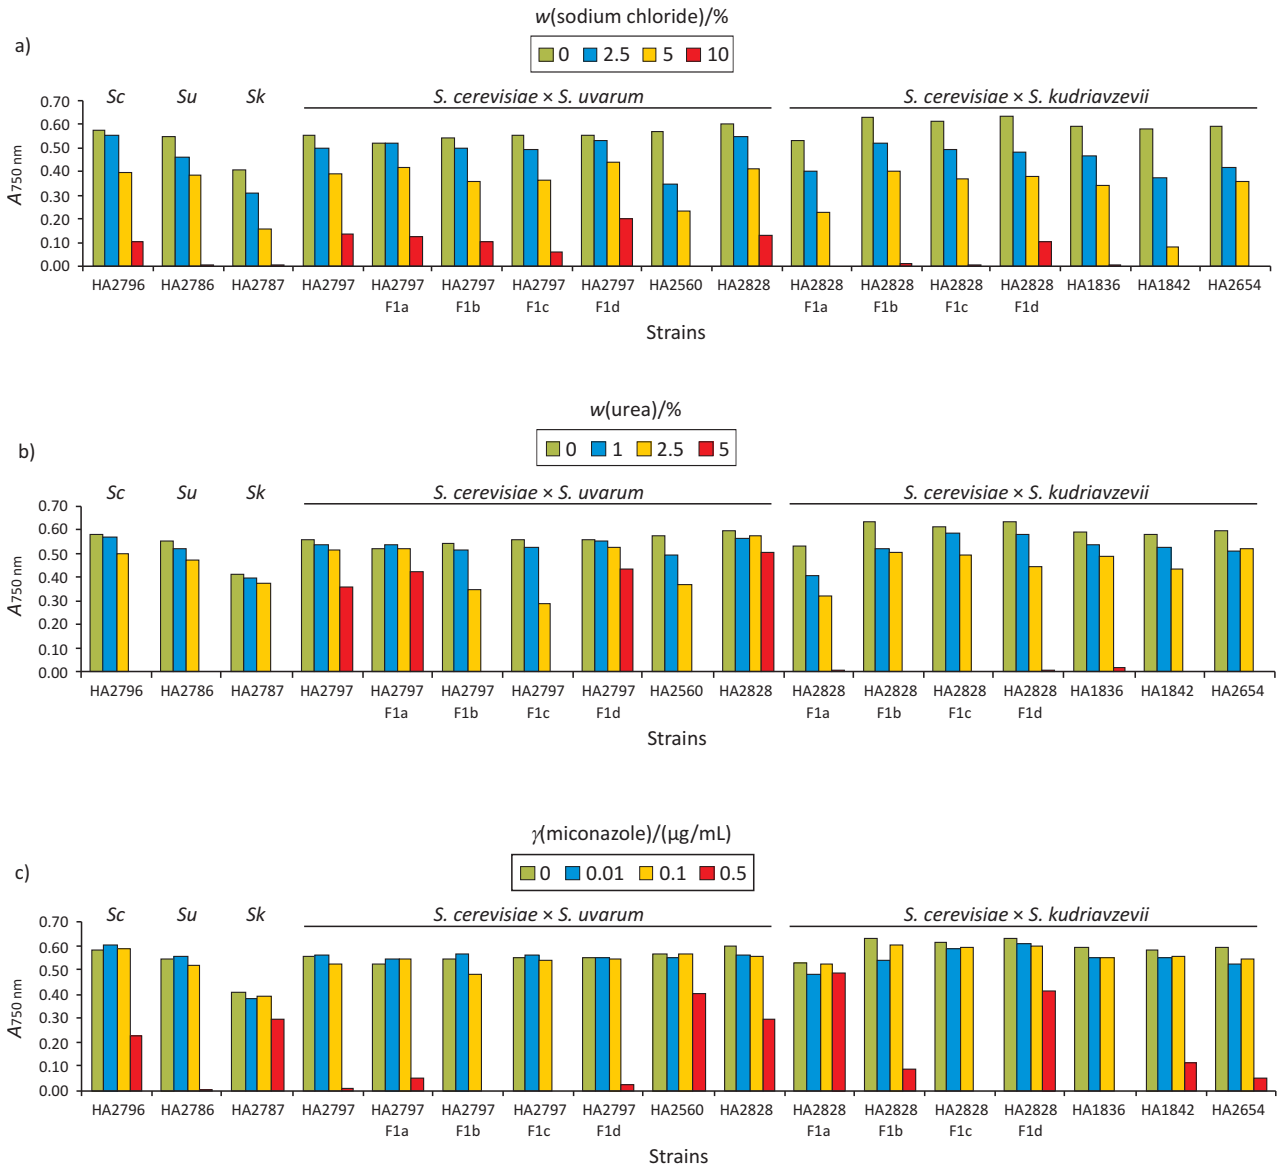 w(sodium chloride)/%
a)
0 2.5 5 10
Sc Su Sk S. cerevisiae × S. uvarum S. cerevisiae × S. kudriavzevii
0.70
0.60
0.50
0.40
0.30
0.20
0.10
0.00
A750 nm
HA2796 HA2786 HA2787 HA2797 HA2797 HA2797 HA2797 HA2797 HA2560 HA2828 HA2828 HA2828 HA2828 HA2828 HA1836 HA1842 HA2654
F1a F1b F1c F1d F1a F1b F1c F1d
Strains
w(urea)/%
b)
0 1 2.5 5
Sc Su Sk S. cerevisiae × S. uvarum S. cerevisiae × S. kudriavzevii
0.70
0.60
0.50
0.40
0.30
0.20
0.10
0.00
A750 nm
HA2796 HA2786 HA2787 HA2797 HA2797 HA2797 HA2797 HA2797 HA2560 HA2828 HA2828 HA2828 HA2828 HA2828 HA1836 HA1842 HA2654
F1a F1b F1c F1d F1a F1b F1c F1d
Strains
γ(miconazole)/(µg/mL)
c)
0 0.01 0.1 0.5
Sc Su Sk S. cerevisiae × S. uvarum S. cerevisiae × S. kudriavzevii
0.70
0.60
0.50
0.40
0.30
0.20
0.10
0.00
A750 nm
HA2796 HA2786 HA2787 HA2797 HA2797 HA2797 HA2797 HA2797 HA2560 HA2828 HA2828 HA2828 HA2828 HA2828 HA1836 HA1842 HA2654
F1a F1b F1c F1d F1a F1b F1c F1d
Strains